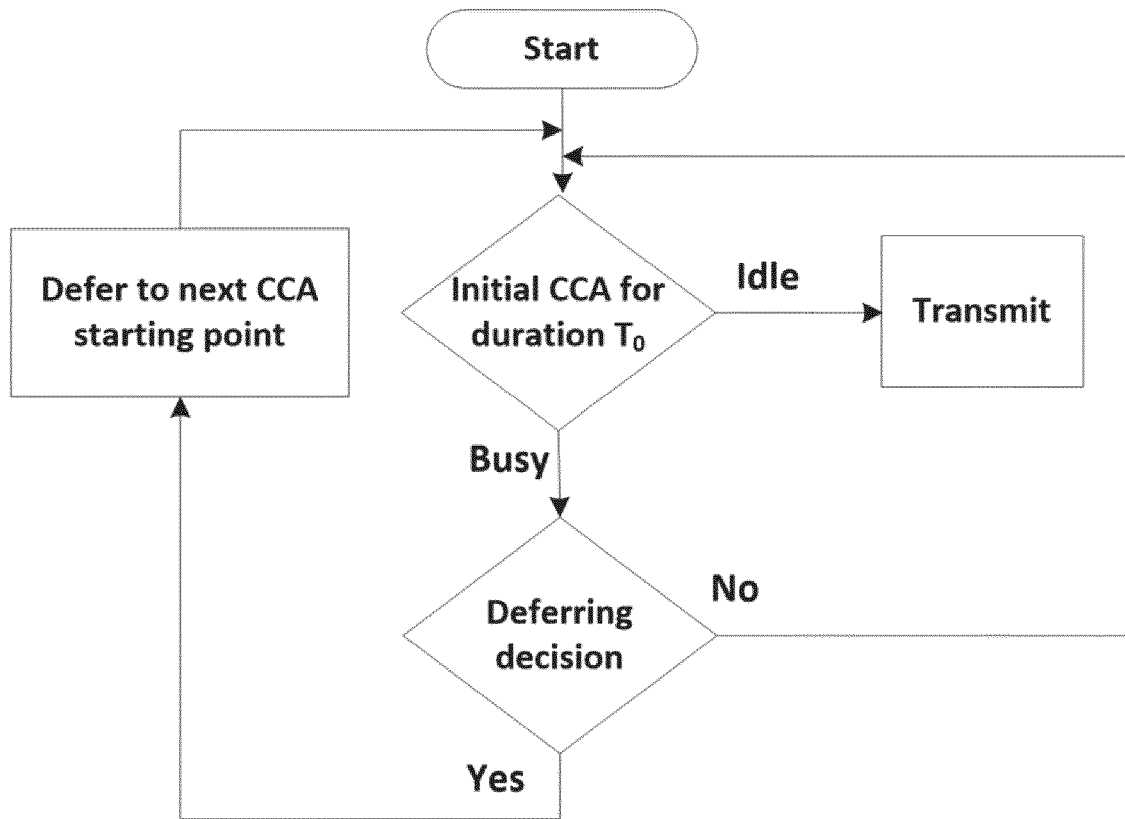 Start
Defer to next CCA
starting point
Initial CCA for
duration T₀
Idle
Transmit
Busy
Deferring
decision
No
Yes